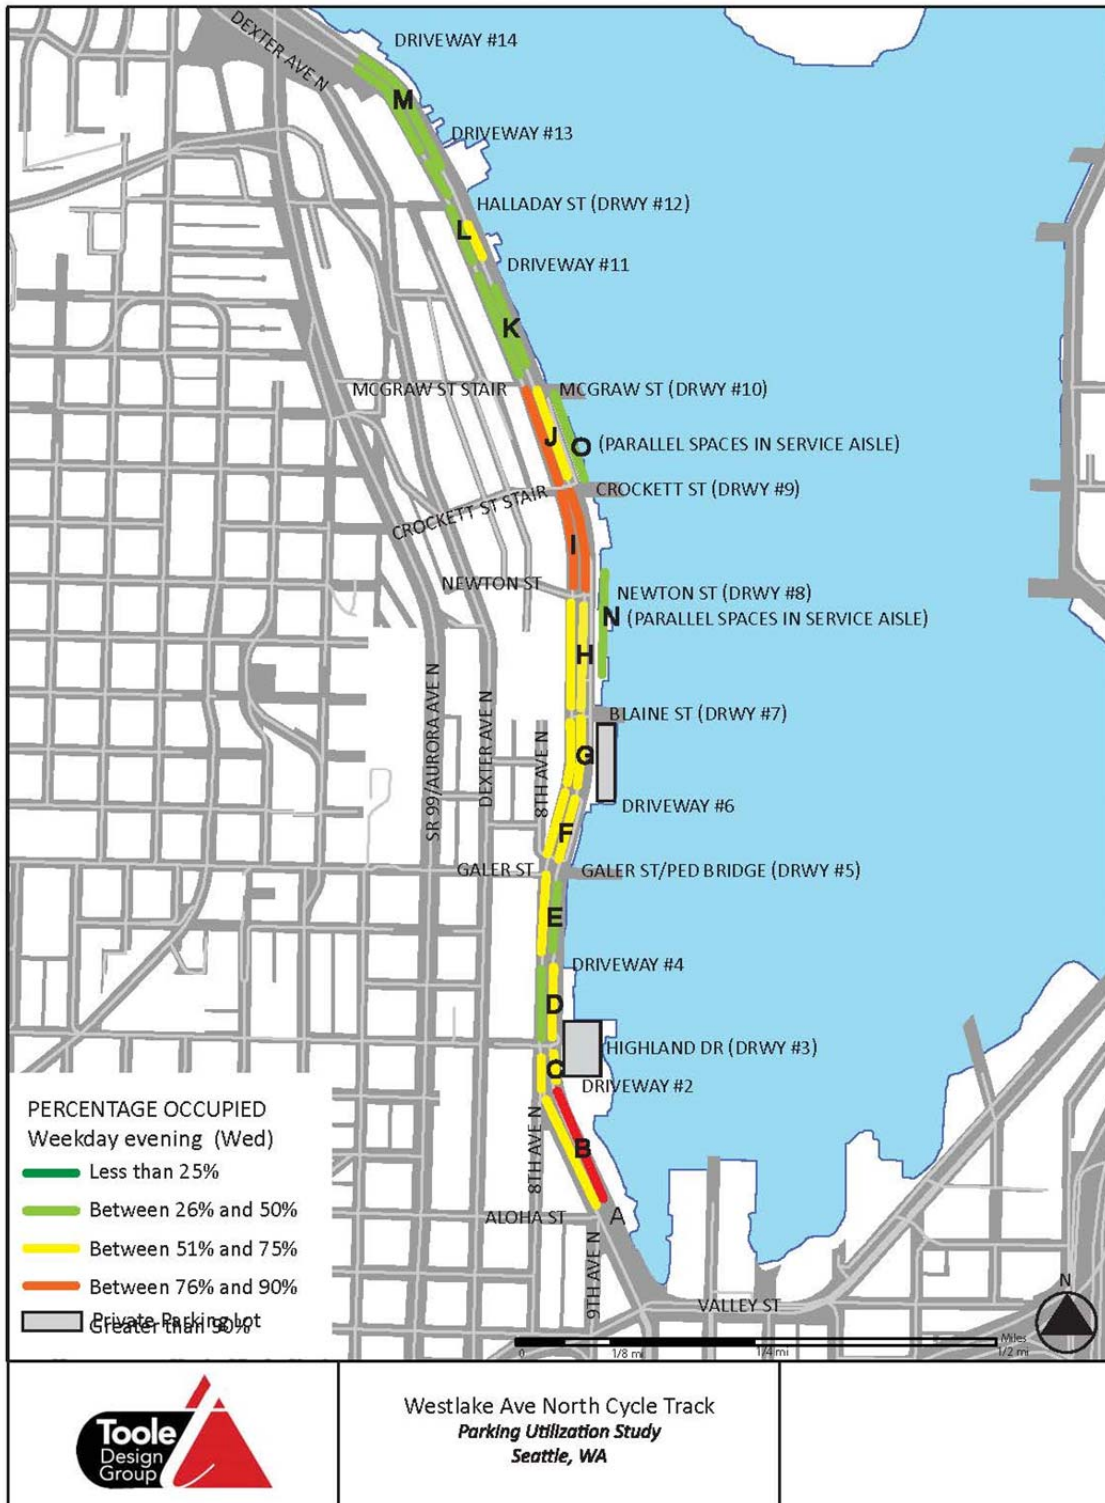 DRIVEWAY #14
DEXTER AVE N
M
DRIVEWAY #13
HALLADAY ST (DRWY #12)
L
DRIVEWAY #11
K
MCGRAW ST STAIR
MCGRAW ST (DRWY #10)
J
O (PARALLEL SPACES IN SERVICE AISLE)
CROCKETT ST (DRWY #9)
CROCKETT ST STAIR
I
NEWTON ST
NEWTON ST (DRWY #8)
N (PARALLEL SPACES IN SERVICE AISLE)
H
SR 99/AURORA AVE N
DEXTER AVE N
8TH AVE N
BLAINE ST (DRWY #7)
G
DRIVEWAY #6
F
GALER ST
GALER ST/PED BRIDGE (DRWY #5)
E
DRIVEWAY #4
D
HIGHLAND DR (DRWY #3)
C
DRIVEWAY #2
8TH AVE N
B
ALOHA ST
A
9TH AVE N
VALLEY ST
PERCENTAGE OCCUPIED
Weekday evening (Wed)
Less than 25%
Between 26% and 50%
Between 51% and 75%
Between 76% and 90%
Private Parking Lot
Greater than 90%
N
Miles
0
1/8 mi
1/4 mi
1/2 mi
Toole
Design
Group
Westlake Ave North Cycle Track
Parking Utilization Study
Seattle, WA